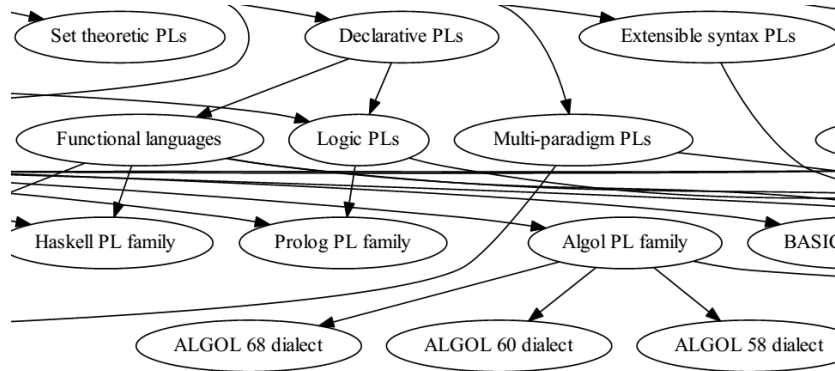 Set theoretic PLs
Declarative PLs
Extensible syntax PLs
Functional languages
Logic PLs
Multi-paradigm PLs
Haskell PL family
Prolog PL family
Algol PL family
BASIC
ALGOL 68 dialect
ALGOL 60 dialect
ALGOL 58 dialect